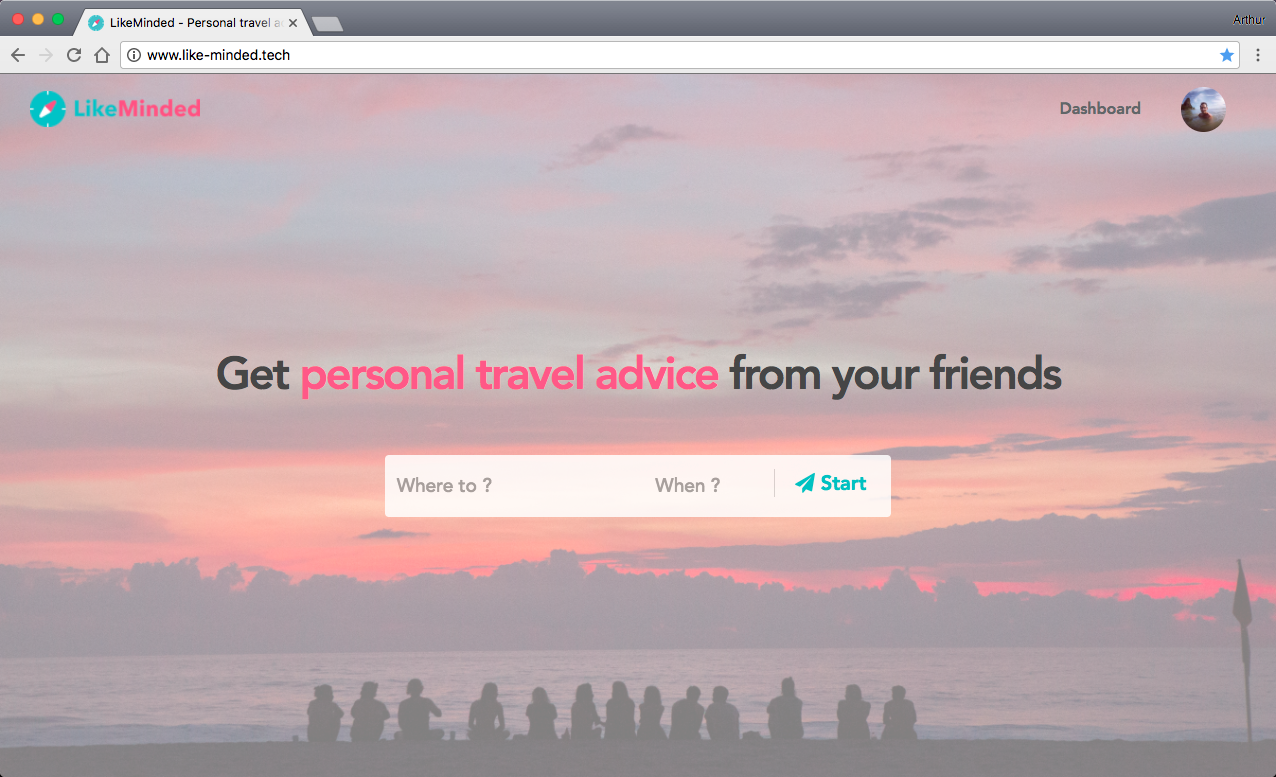 LikeMinded - Personal travel a
Arthur
www.like-minded.tech
LikeMinded
Dashboard
Get personal travel advice from your friends
Where to ?
When ?
Start